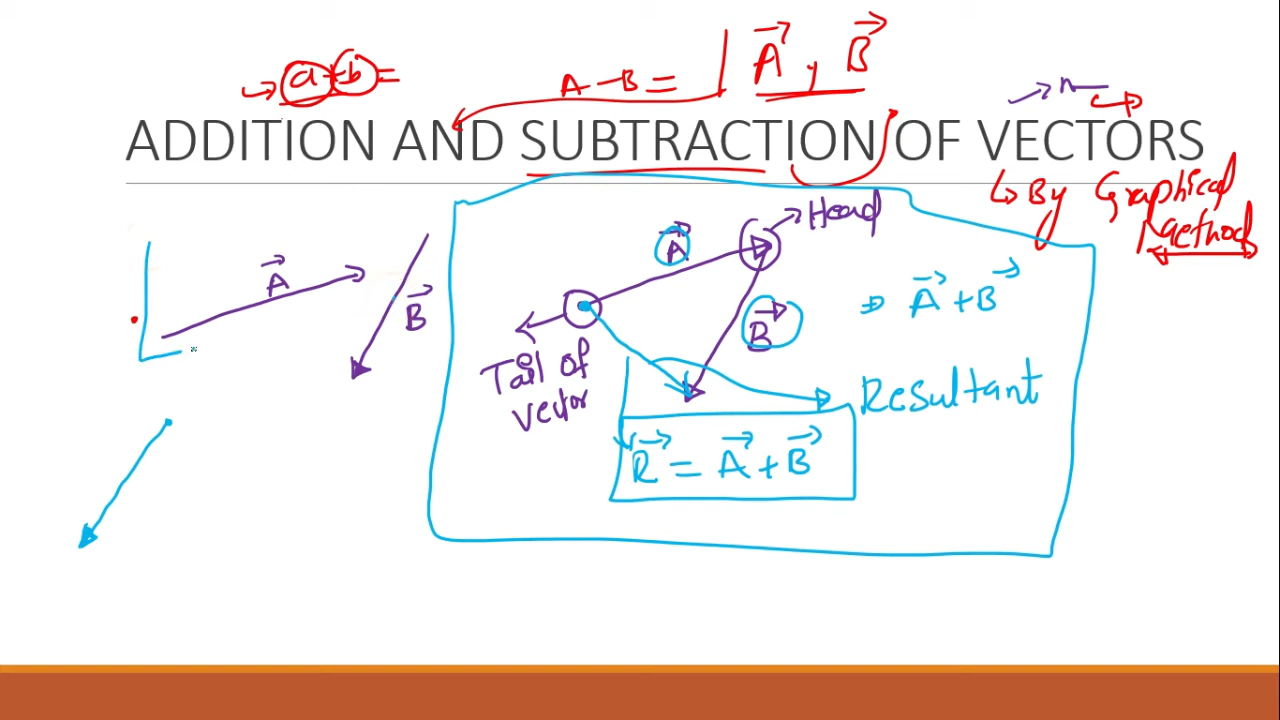 a + b =
A – B =
A⃗ , B⃗
ADDITION AND SUBTRACTION OF VECTORS
↳ By Graphical
Method
A⃗
B⃗
A⃗
Head
B⃗
Tail of
vector
⇒ A⃗ + B⃗
Resultant
R⃗ = A⃗ + B⃗